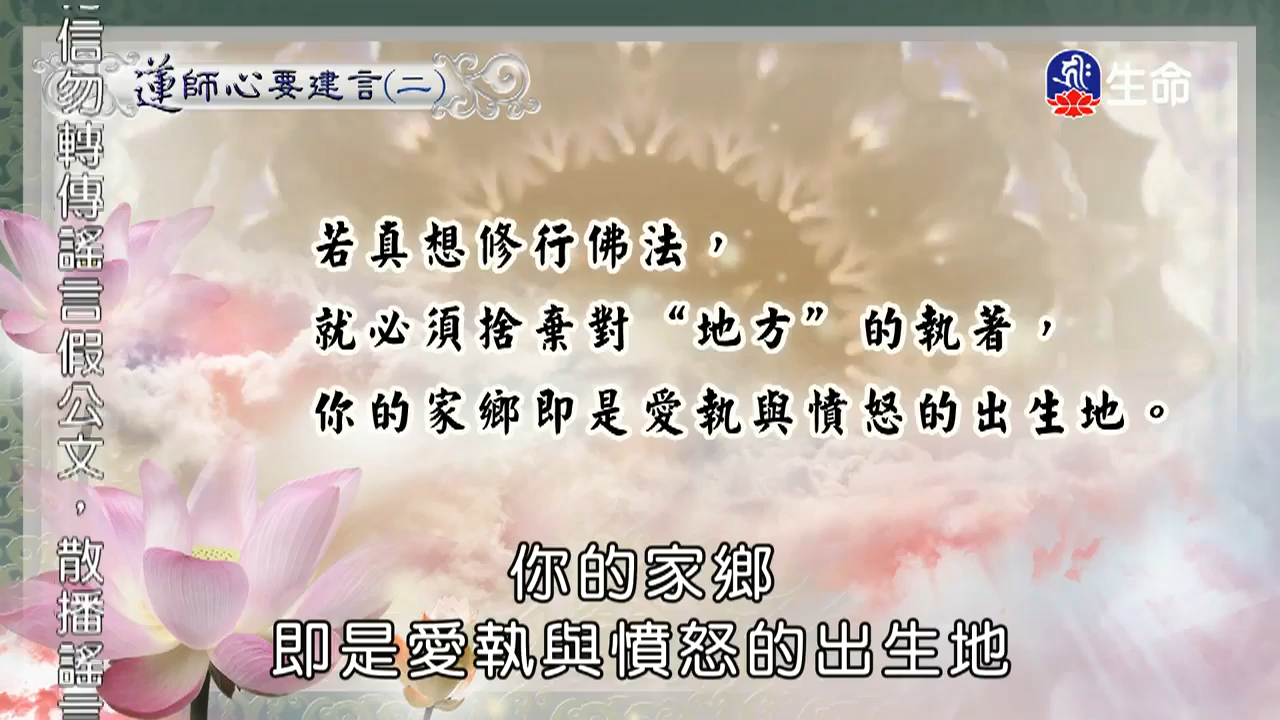 蓮師心要建言(二)
生命
信勿轉傳謠言假公文，散播謠言
若真想修行佛法，
就必須捨棄對“地方”的執著，
你的家鄉即是愛執與憤怒的出生地。
你的家鄉
即是愛執與憤怒的出生地